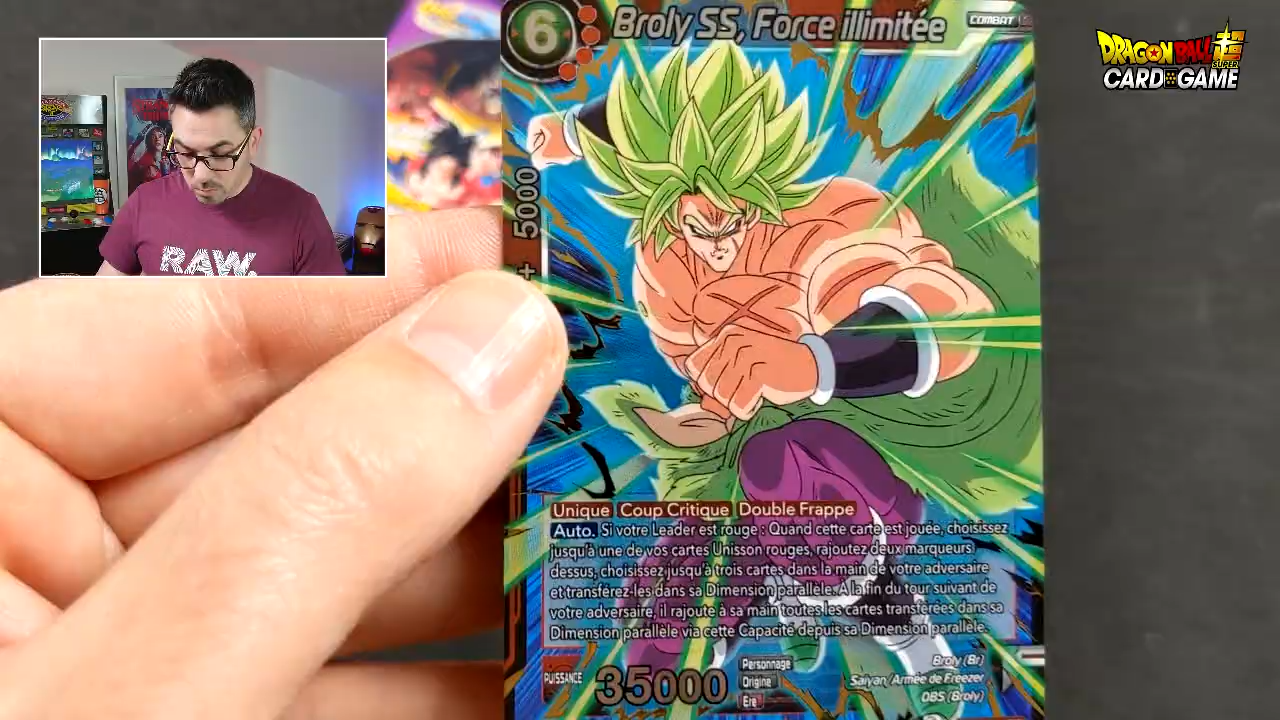 6
Broly SS, Force illimitée
COMBAT
DRAGON BALL SUPER
CARD GAME
+ 5000
RAW.
Unique Coup Critique Double Frappe
Auto. Si votre Leader est rouge : Quand cette carte est jouée, choisissez
jusqu'à une de vos cartes Unisson rouges, rajoutez deux marqueurs
dessus, choisissez jusqu'à trois cartes dans la main de votre adversaire
et transférez-les dans sa Dimension parallèle. A la fin du tour suivant de
votre adversaire, il rajoute à sa main toutes les cartes transférées dans sa
Dimension parallèle via cette Capacité depuis sa Dimension parallèle.
PUISSANCE
35000
Personnage Broly (Br)
Origine Saiyan, Armée de Freezer
Ère DBS (Broly)